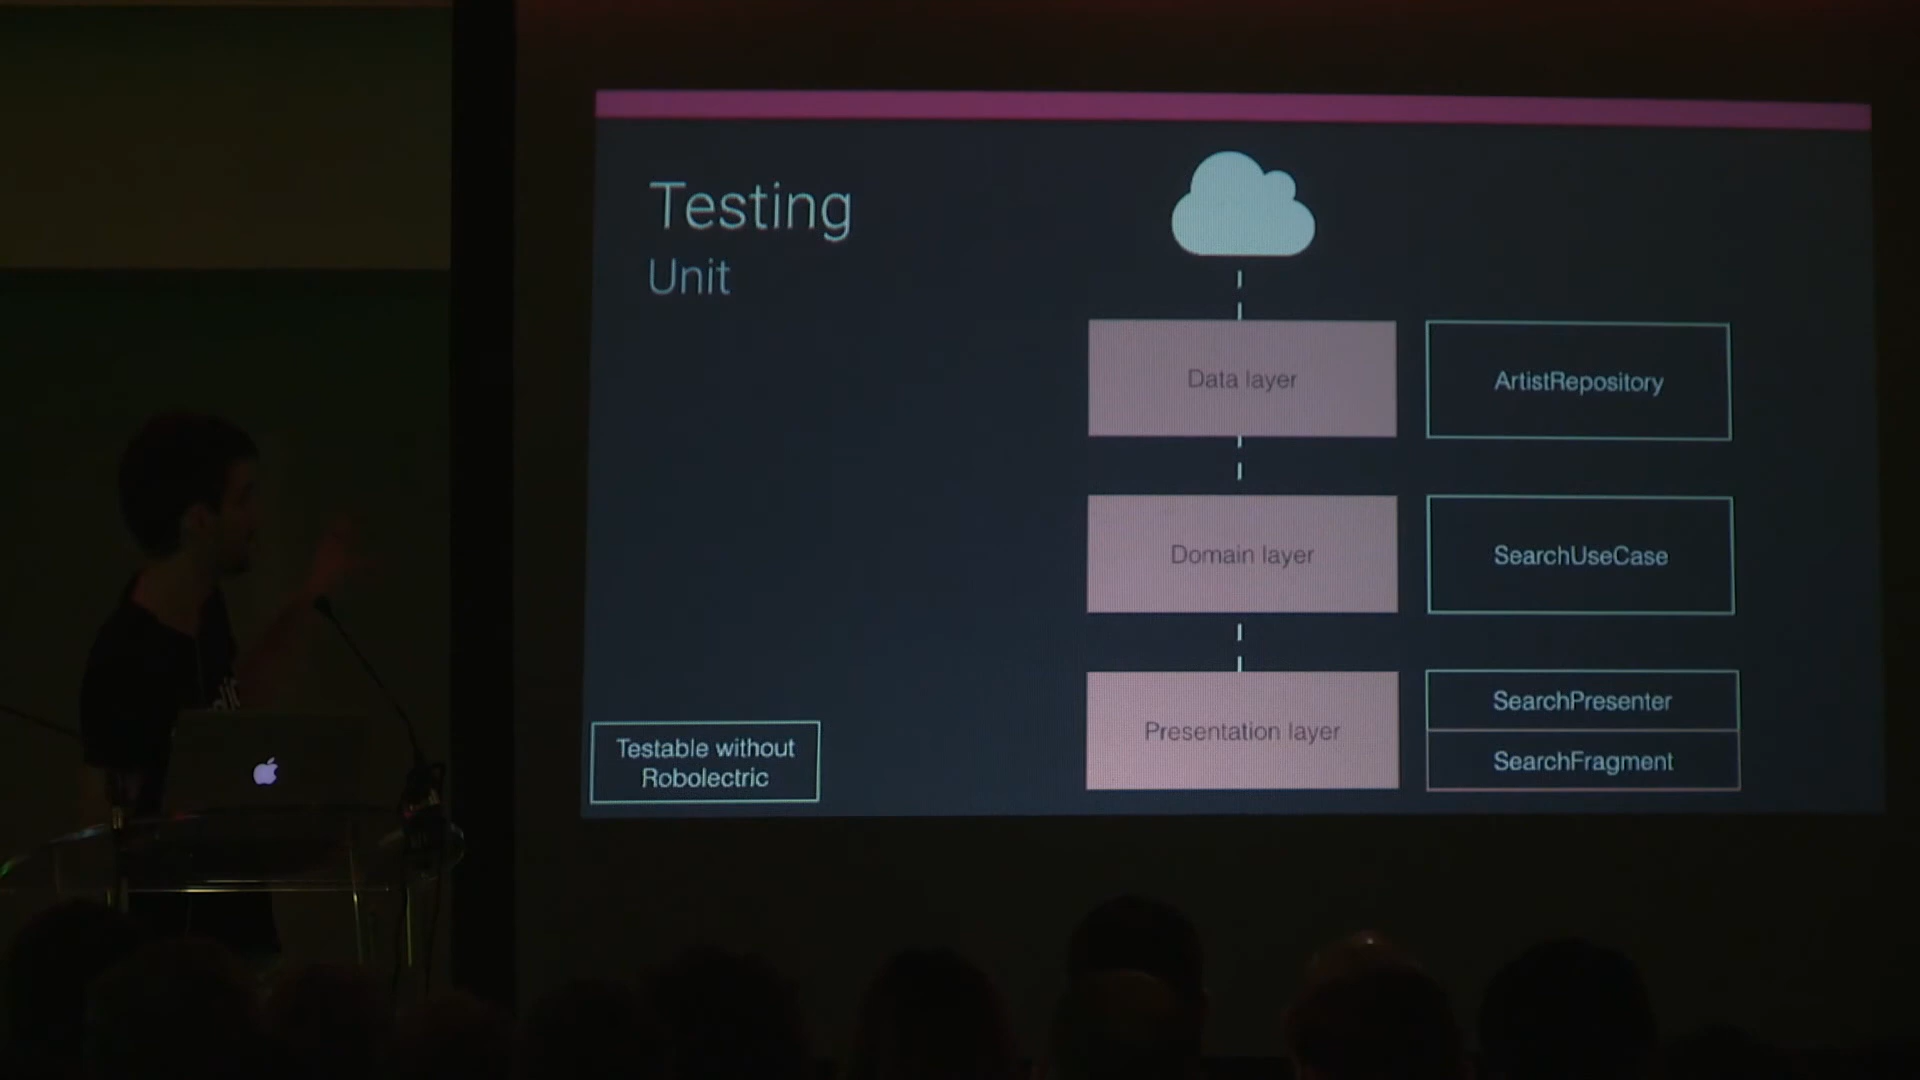 Testing
Unit
Data layer
ArtistRepository
Domain layer
SearchUseCase
Presentation layer
SearchPresenter
SearchFragment
Testable without
Robolectric